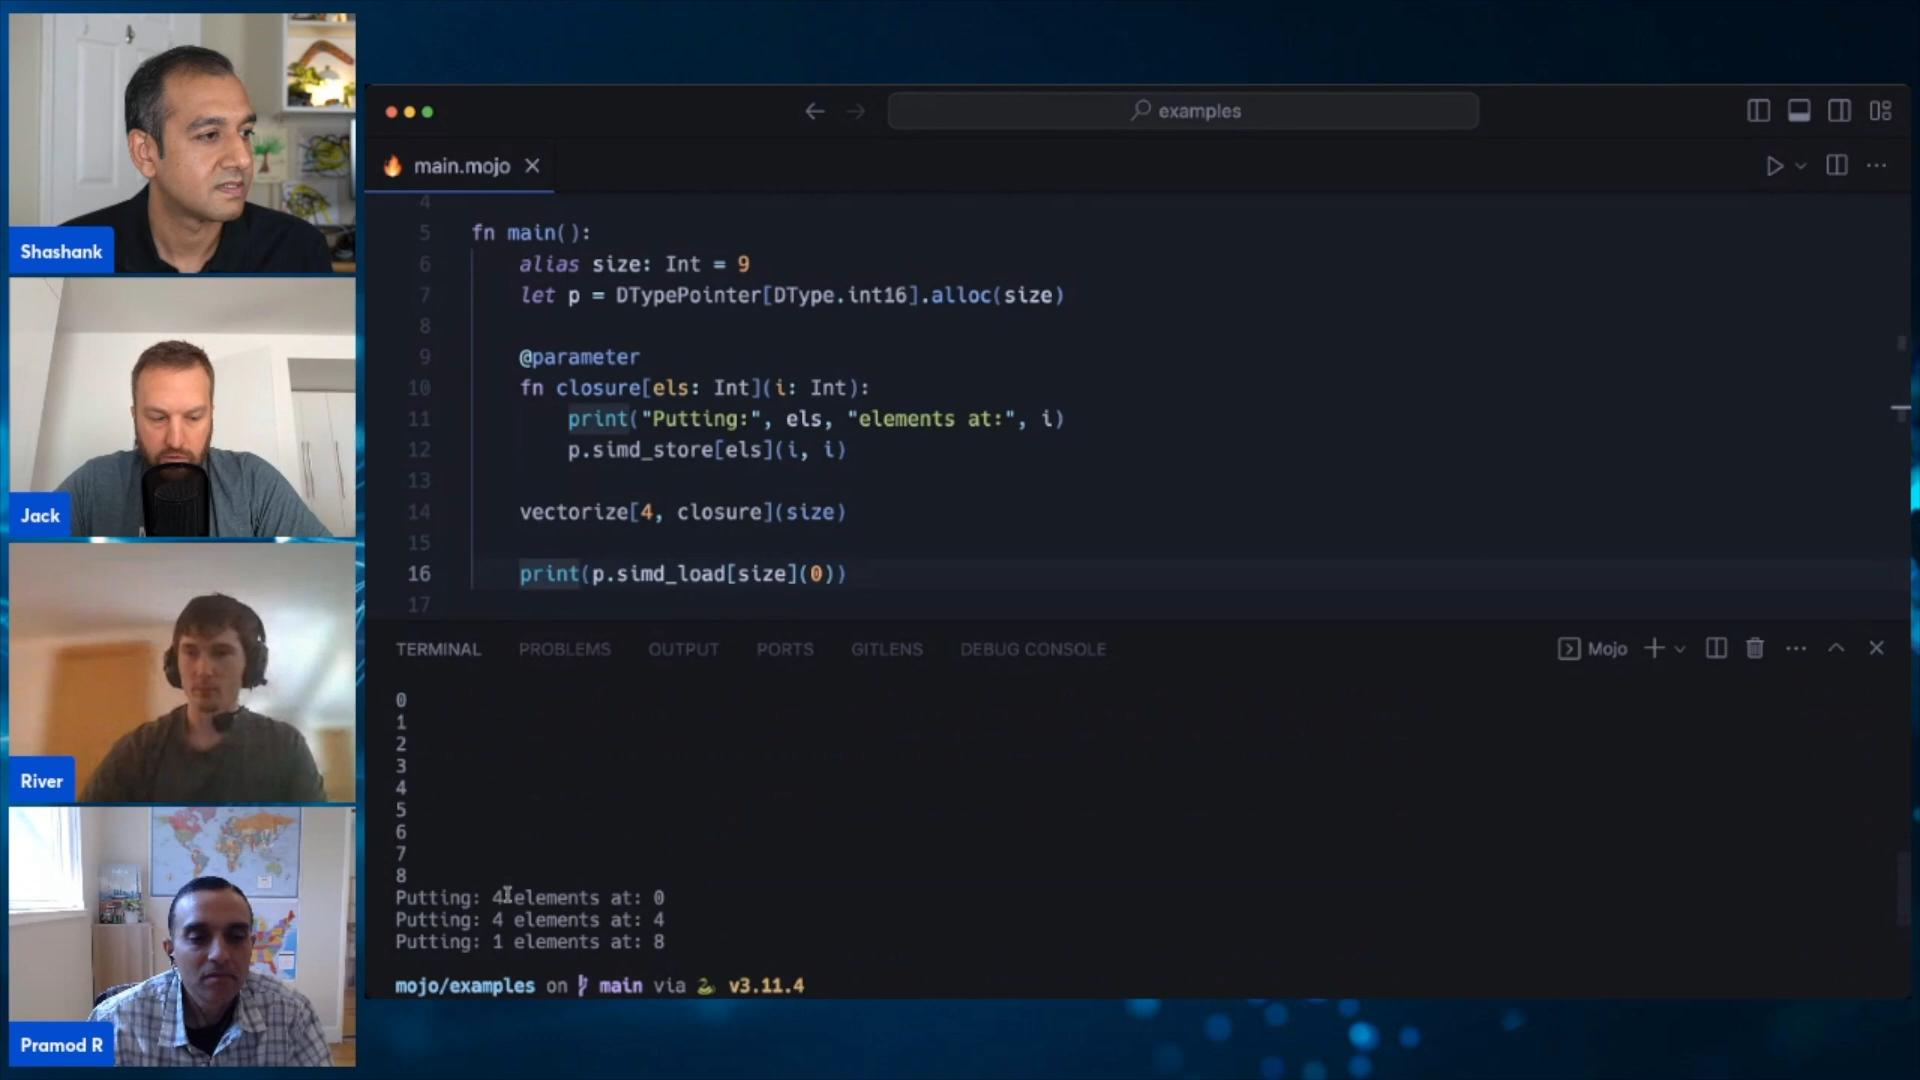 Shashank
Jack
River
Pramod R
examples
main.mojo
4
5 fn main():
6 alias size: Int = 9
7 let p = DTypePointer[DType.int16].alloc(size)
8
9 @parameter
10 fn closure[els: Int](i: Int):
11 print("Putting:", els, "elements at:", i)
12 p.simd_store[els](i, i)
13
14 vectorize[4, closure](size)
15
16 print(p.simd_load[size](0))
17
TERMINAL PROBLEMS OUTPUT PORTS GITLENS DEBUG CONSOLE Mojo
0
1
2
3
4
5
6
7
8
Putting: 4 elements at: 0
Putting: 4 elements at: 4
Putting: 1 elements at: 8
mojo/examples on main via v3.11.4